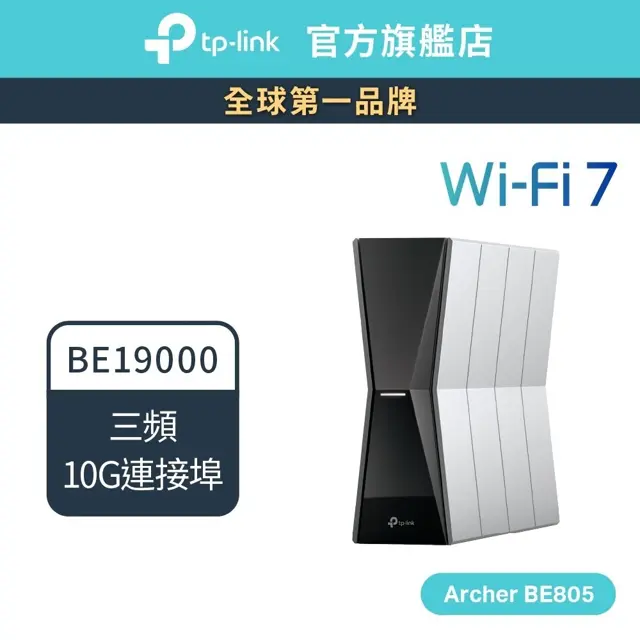 tp-link 官方旗艦店
全球第一品牌
Wi-Fi 7
BE19000
三頻
10G連接埠
tp-link
Archer BE805